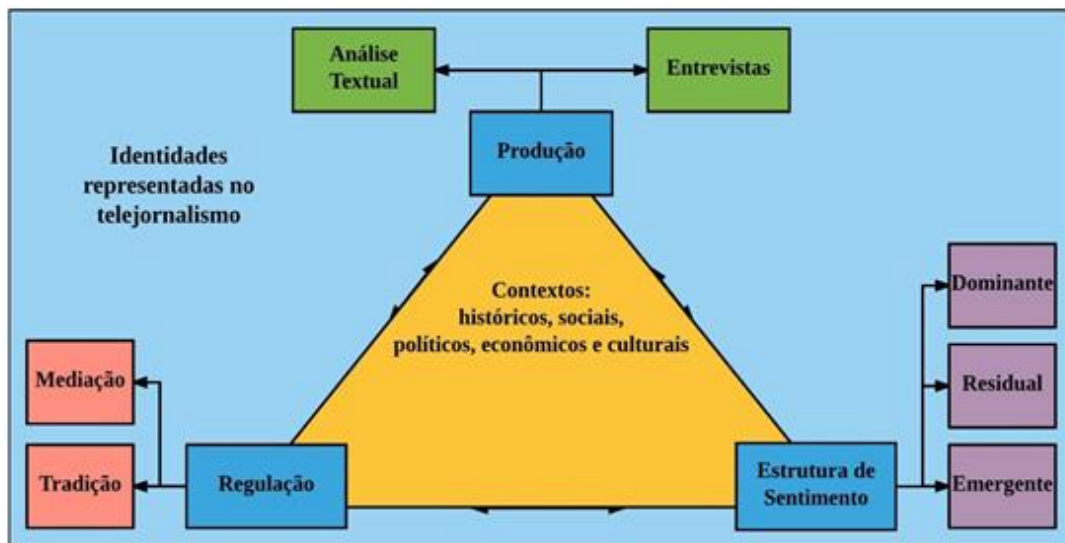 Análise
Textual
Entrevistas
Produção
Identidades
representadas no
telejornalismo
Contextos:
históricos, sociais,
políticos, econômicos e culturais
Dominante
Residual
Emergente
Mediação
Tradição
Regulação
Estrutura de
Sentimento